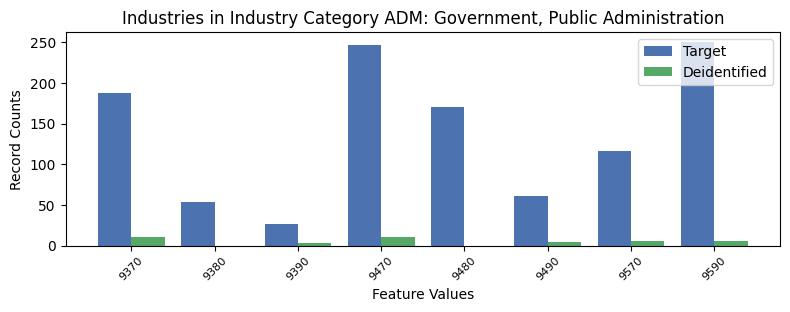 Industries in Industry Category ADM: Government, Public Administration
Target
Deidentified
Record Counts
250
200
150
100
50
0
9370 9380 9390 9470 9480 9490 9570 9590
Feature Values